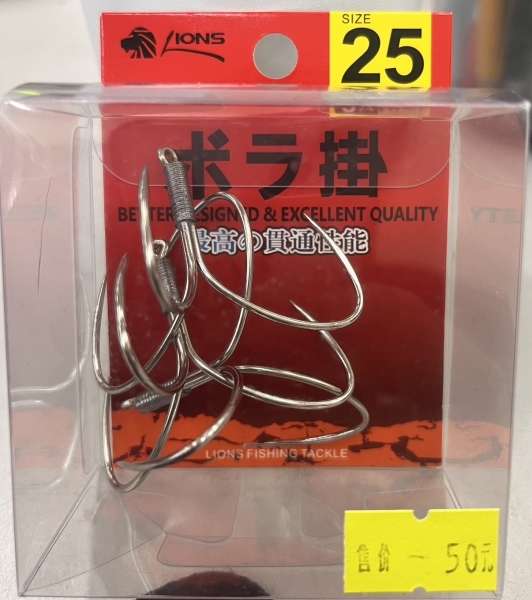 LIONS
SIZE
25
ボラ掛
BETTER DESIGNED & EXCELLENT QUALITY
最高の貫通性能
LIONS FISHING TACKLE
售价 - 50元